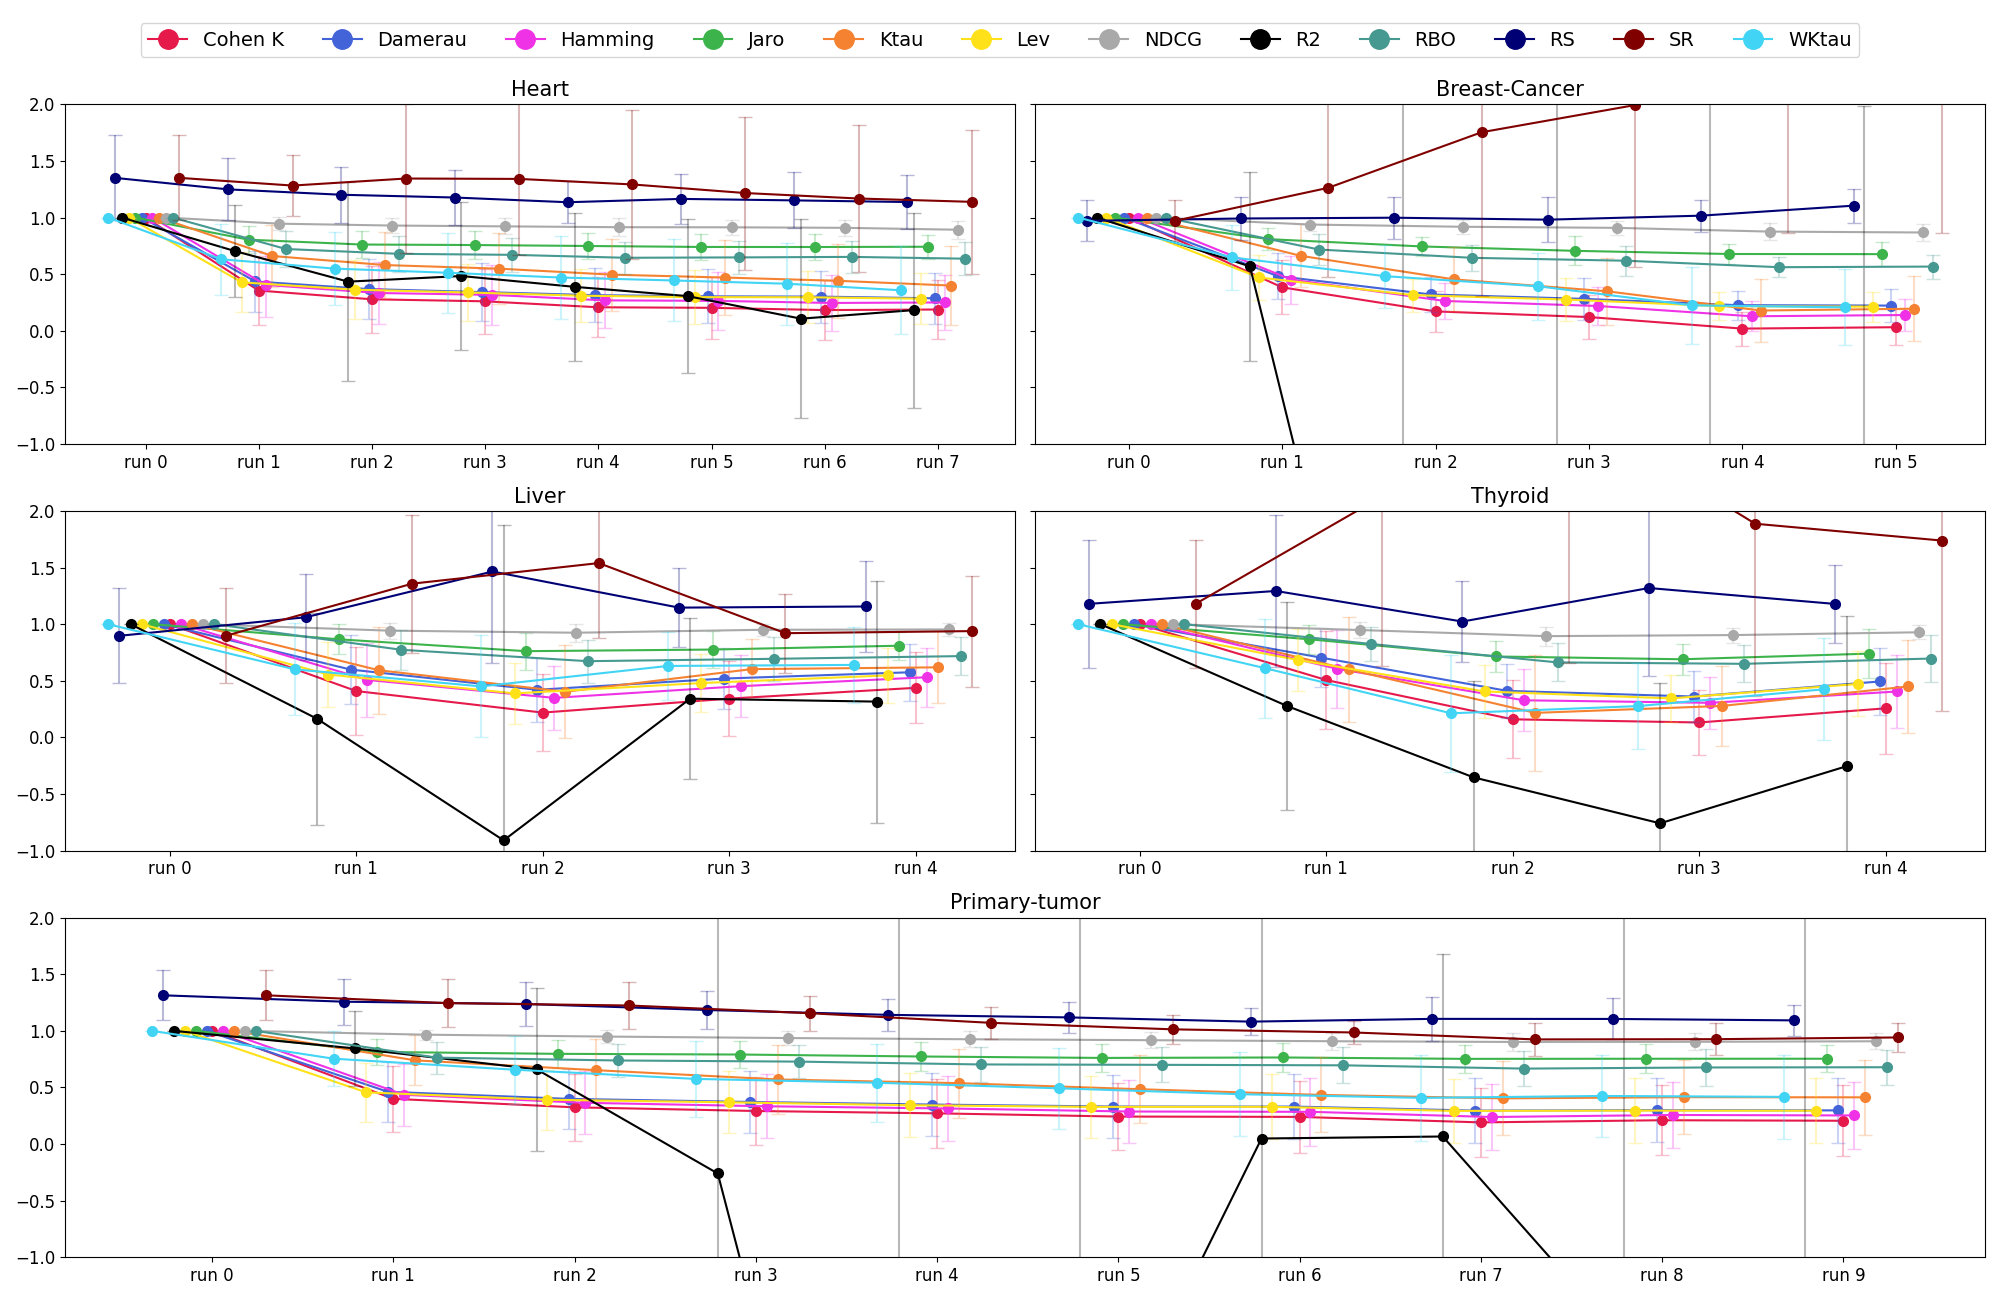 Cohen K Damerau Hamming Jaro Ktau Lev NDCG R2 RBO RS SR WKtau
Heart
2.0
1.5
1.0
0.5
0.0
−0.5
−1.0
run 0 run 1 run 2 run 3 run 4 run 5 run 6 run 7
Breast-Cancer
run 0 run 1 run 2 run 3 run 4 run 5
Liver
2.0
1.5
1.0
0.5
0.0
−0.5
−1.0
run 0 run 1 run 2 run 3 run 4
Thyroid
run 0 run 1 run 2 run 3 run 4
Primary-tumor
2.0
1.5
1.0
0.5
0.0
−0.5
−1.0
run 0 run 1 run 2 run 3 run 4 run 5 run 6 run 7 run 8 run 9